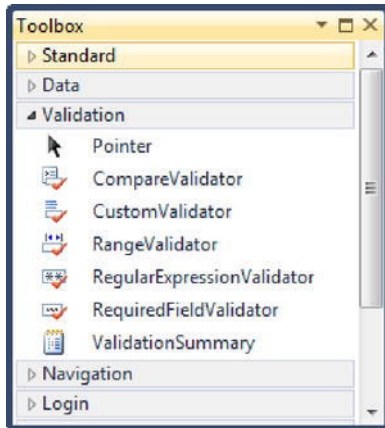 Toolbox
Standard
Data
Validation
Pointer
CompareValidator
CustomValidator
RangeValidator
RegularExpressionValidator
RequiredFieldValidator
ValidationSummary
Navigation
Login